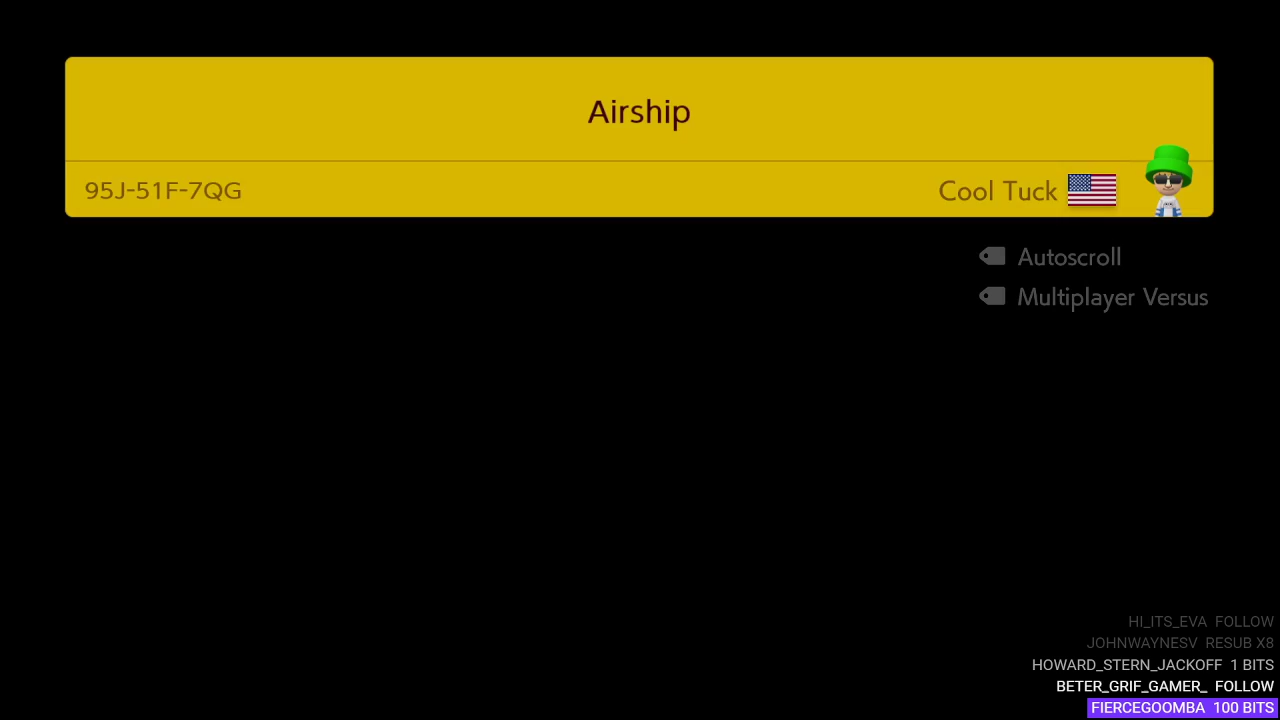 Airship
95J-51F-7QG
Cool Tuck
Autoscroll
Multiplayer Versus
HI_ITS_EVA FOLLOW
JOHNWAYNESV RESUB X8
HOWARD_STERN_JACKOFF 1 BITS
BETER_GRIF_GAMER_ FOLLOW
FIERCEGOOMBA 100 BITS